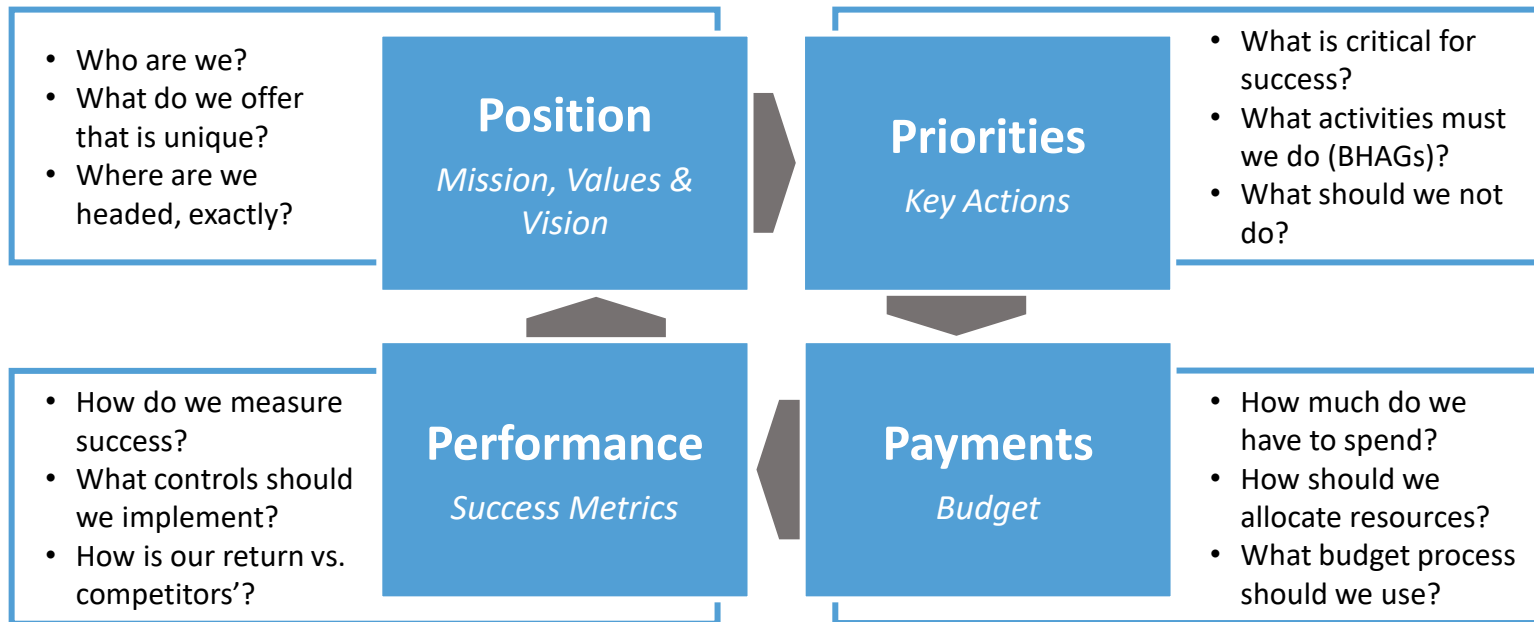 • Who are we?
• What do we offer
that is unique?
• Where are we
headed, exactly?
Position
Mission, Values &
Vision
Priorities
Key Actions
• What is critical for
success?
• What activities must
we do (BHAGs)?
• What should we not
do?
• How do we measure
success?
• What controls should
we implement?
• How is our return vs.
competitors’?
Performance
Success Metrics
Payments
Budget
• How much do we
have to spend?
• How should we
allocate resources?
• What budget process
should we use?